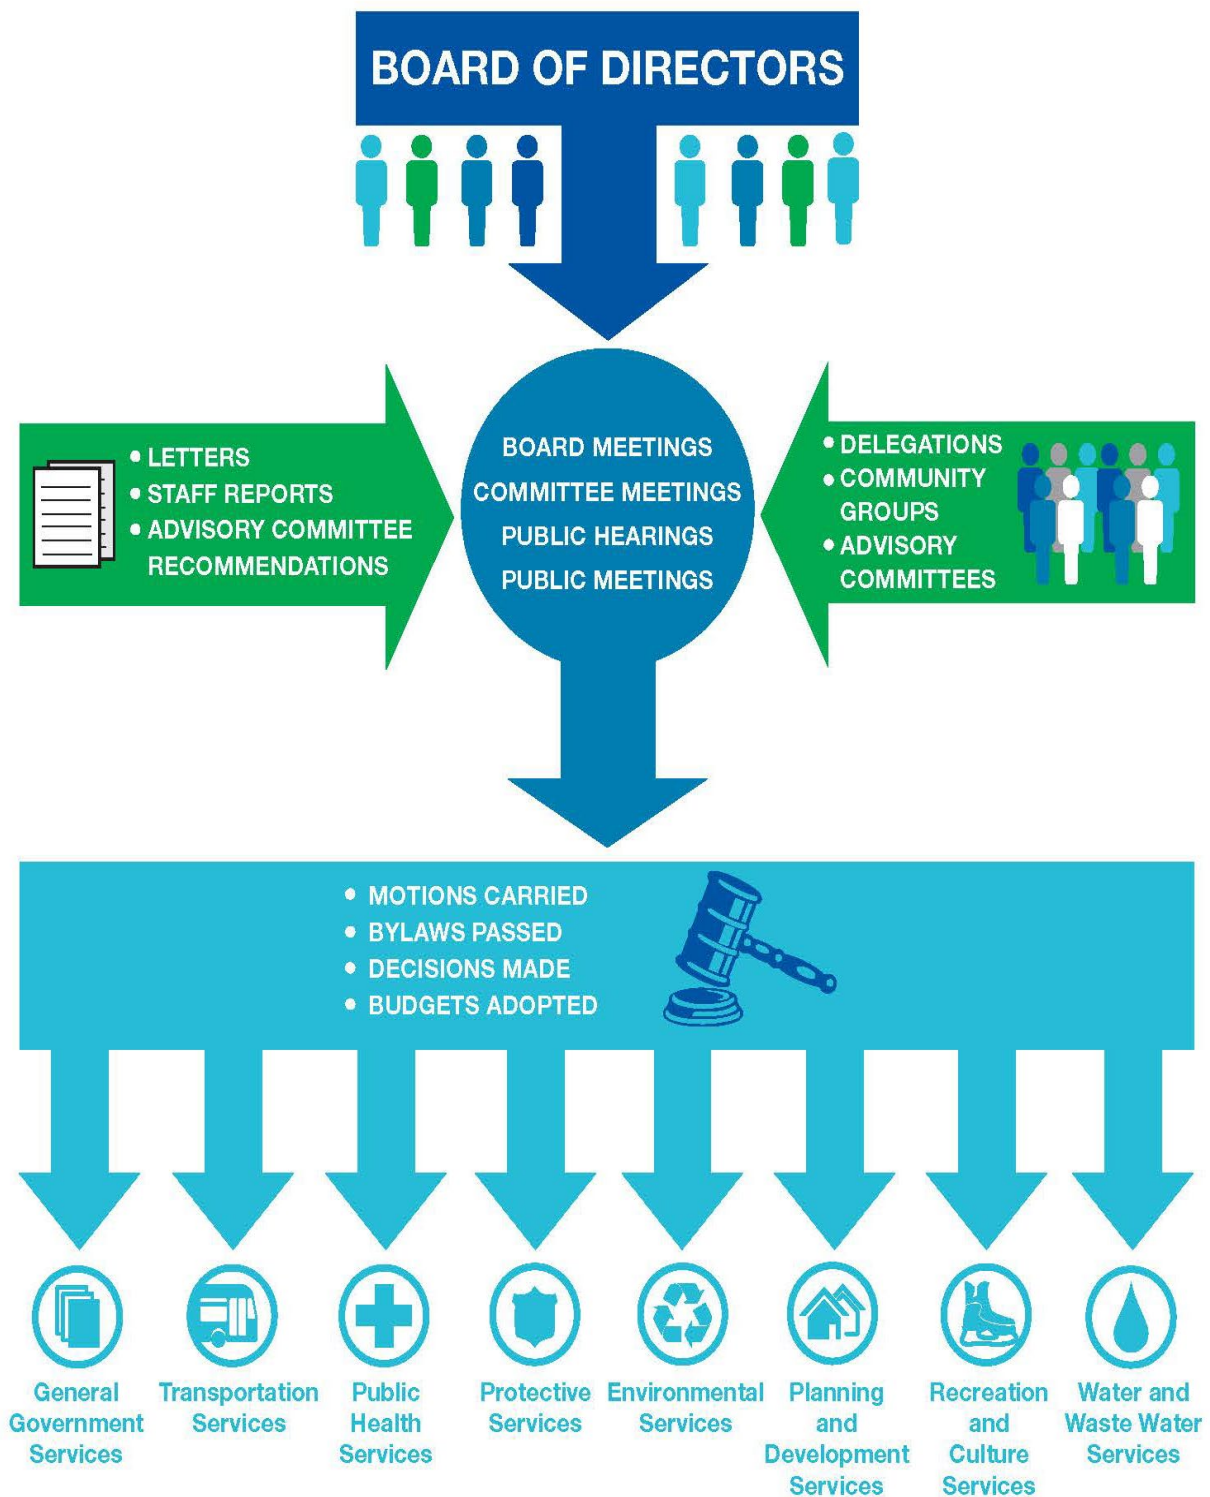 BOARD OF DIRECTORS
• LETTERS
• STAFF REPORTS
• ADVISORY COMMITTEE
RECOMMENDATIONS
BOARD MEETINGS
COMMITTEE MEETINGS
PUBLIC HEARINGS
PUBLIC MEETINGS
• DELEGATIONS
• COMMUNITY
GROUPS
• ADVISORY
COMMITTEES
• MOTIONS CARRIED
• BYLAWS PASSED
• DECISIONS MADE
• BUDGETS ADOPTED
General
Government
Services
Transportation
Services
Public
Health
Services
Protective
Services
Environmental
Services
Planning
and
Development
Services
Recreation
and
Culture
Services
Water and
Waste Water
Services